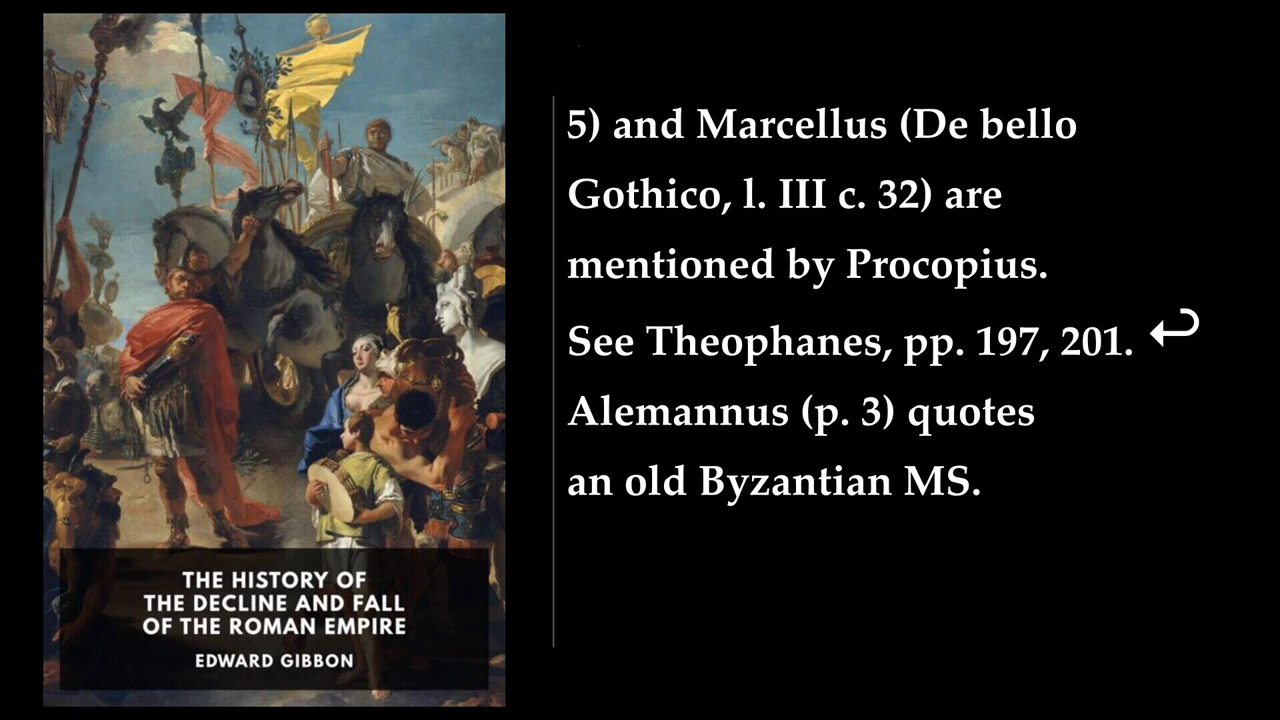 THE HISTORY OF
THE DECLINE AND FALL
OF THE ROMAN EMPIRE
EDWARD GIBBON
5) and Marcellus (De bello
Gothico, l. III c. 32) are
mentioned by Procopius.
See Theophanes, pp. 197, 201. ↩
Alemannus (p. 3) quotes
an old Byzantian MS.